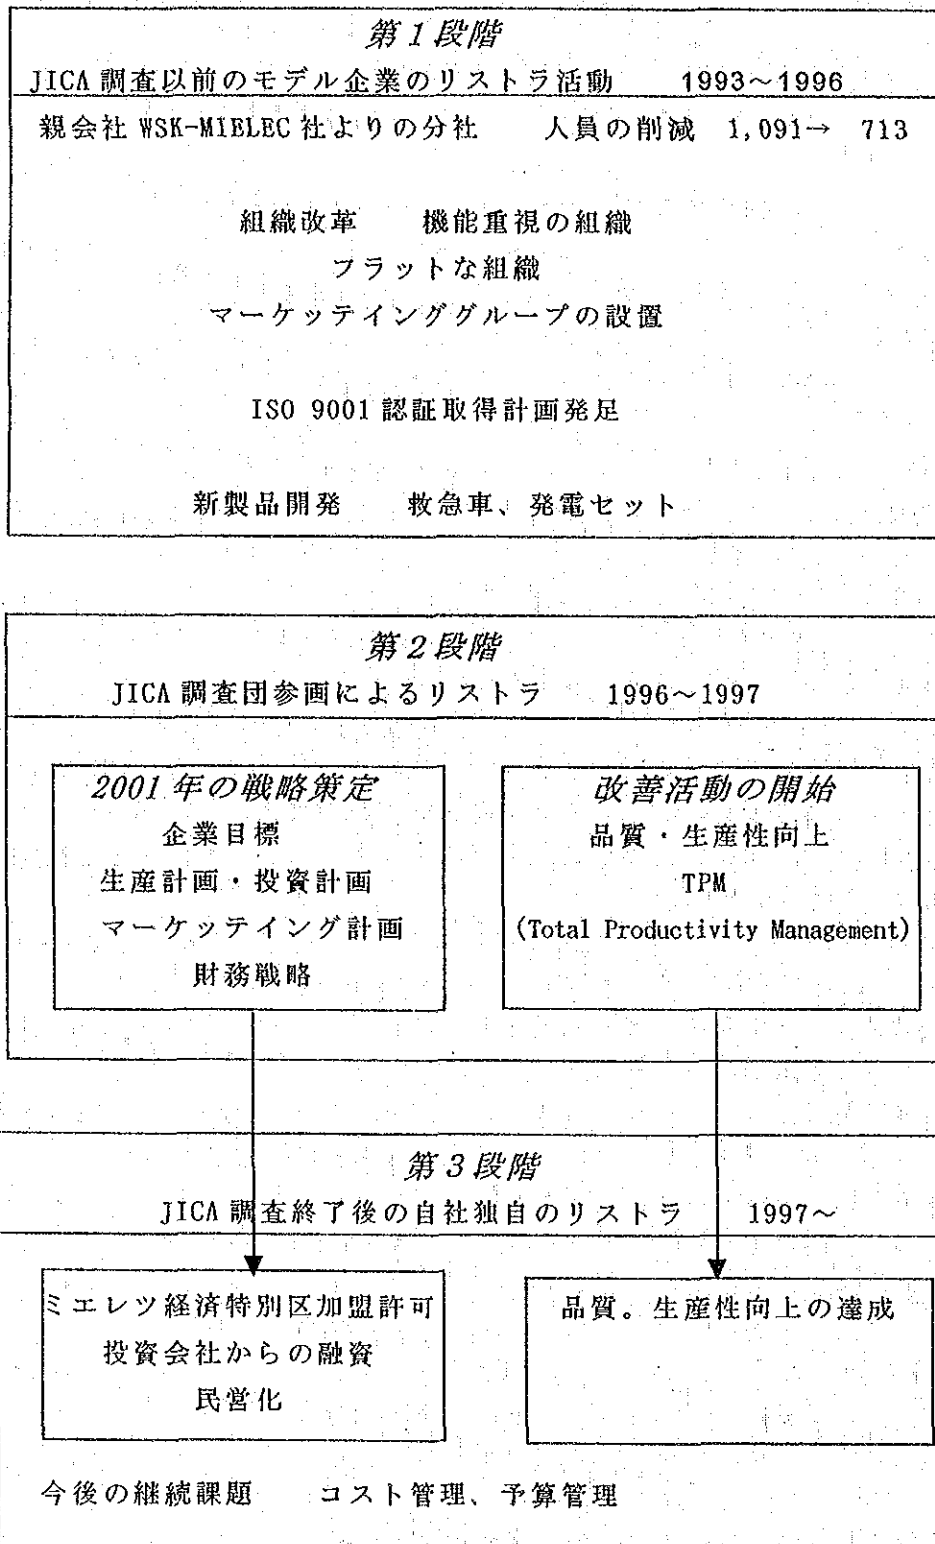 第1段階
JICA 調査以前のモデル企業のリストラ活動 1993～1996
親会社 WSK-MIELEC 社よりの分社 人員の削減 1,091→ 713
組織改革 機能重視の組織
フラットな組織
マーケッテインググループの設置
ISO 9001 認証取得計画発足
新製品開発 救急車、発電セット
第2段階
JICA 調査団参画によるリストラ 1996～1997
2001 年の戦略策定
企業目標
生産計画・投資計画
マーケッテイング計画
財務戦略
改善活動の開始
品質・生産性向上
TPM
(Total Productivity Management)
第3段階
JICA 調査終了後の自社独自のリストラ 1997～
ミエレツ経済特別区加盟許可
投資会社からの融資
民営化
品質。生産性向上の達成
今後の継続課題 コスト管理、予算管理